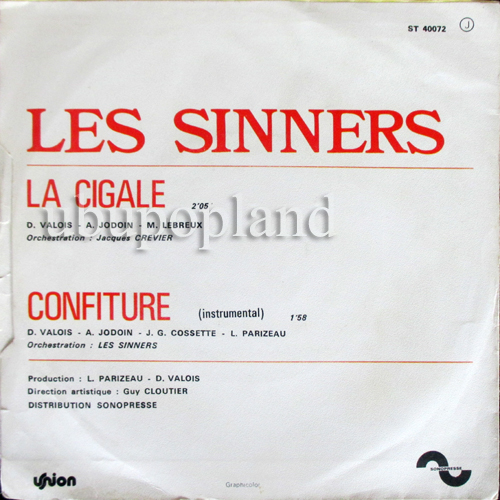 ST 40072 J
LES SINNERS
LA CIGALE 2'05
ubupopland
D. VALOIS - A. JODOIN - M. LEBREUX
Orchestration : Jacques CREVIER
CONFITURE (instrumental) 1'58
D. VALOIS - A. JODOIN - J. G. COSSETTE - L. PARIZEAU
Orchestration : LES SINNERS
Production : L. PARIZEAU - D. VALOIS
Direction artistique : Guy CLOUTIER
DISTRIBUTION SONOPRESSE
Union
Graphicolor
SONOPRESSE